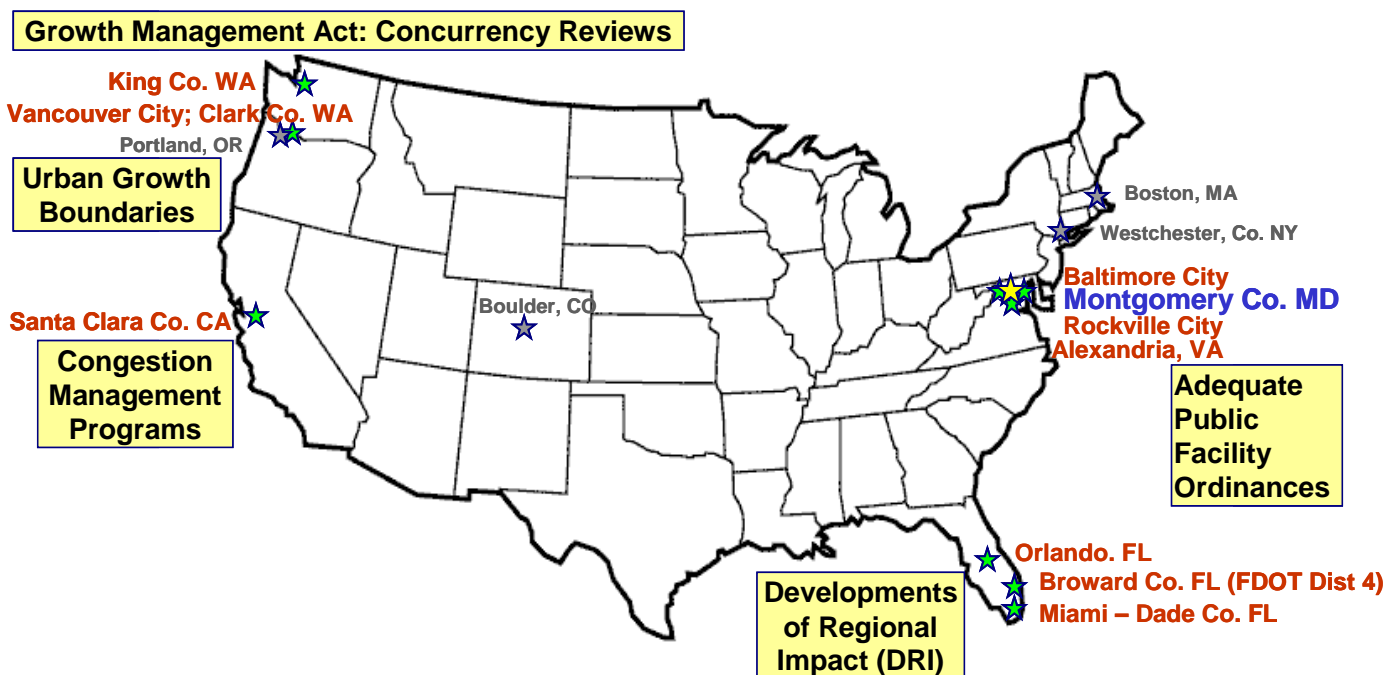 Growth Management Act: Concurrency Reviews
King Co. WA
Vancouver City; Clark Co. WA
Portland, OR
Urban Growth
Boundaries
Boston, MA
Westchester, Co. NY
Baltimore City
Montgomery Co. MD
Rockville City
Alexandria, VA
Boulder, CO
Santa Clara Co. CA
Congestion
Management
Programs
Adequate
Public
Facility
Ordinances
Orlando. FL
Broward Co. FL (FDOT Dist 4)
Miami – Dade Co. FL
Developments
of Regional
Impact (DRI)